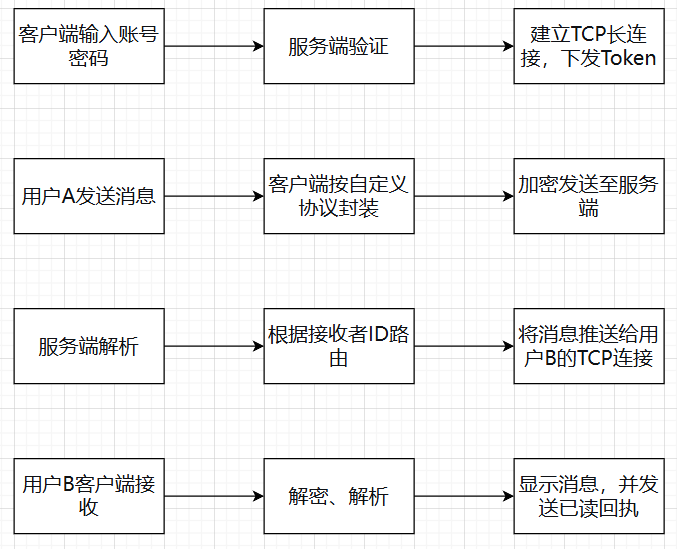 客户端输入账号
密码
服务端验证
建立TCP长连
接，下发Token
用户A发送消息
客户端按自定义
协议封装
加密发送至服务
端
服务端解析
根据接收者ID路
由
将消息推送给用
户B的TCP连接
用户B客户端接
收
解密、解析
显示消息，并发
送已读回执